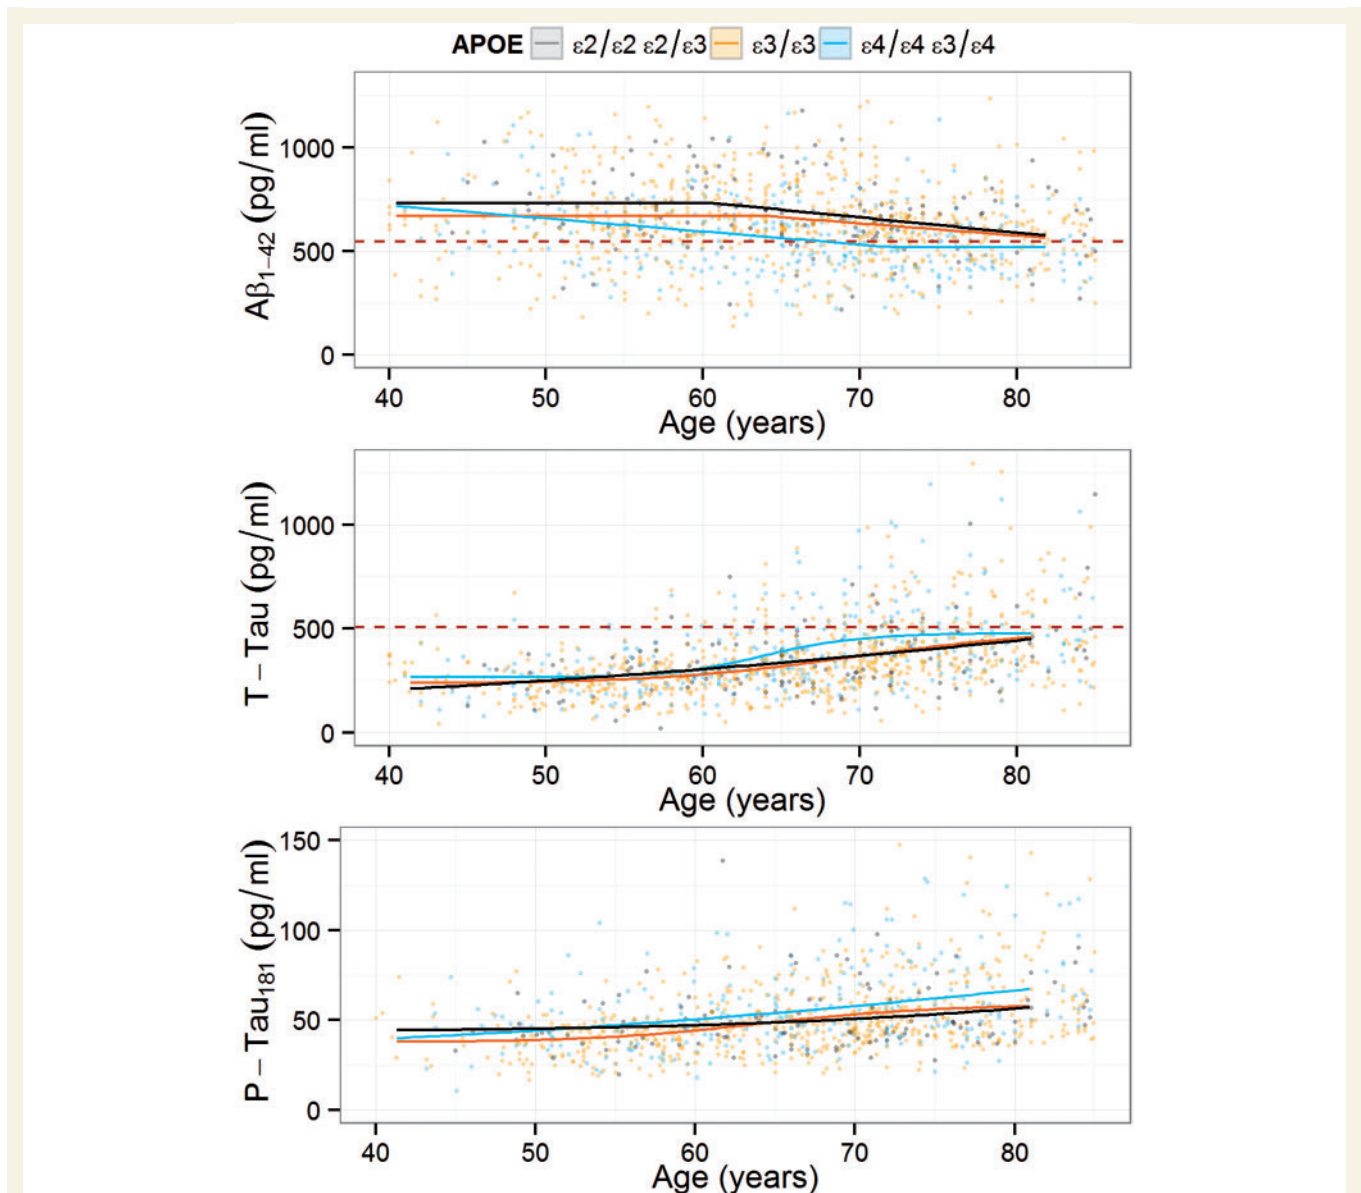 APOE ε2/ε2 ε2/ε3 ε3/ε3 ε4/ε4 ε3/ε4
Aβ1−42 (pg/ml)
1000
500
0
40 50 60 70 80
Age (years)
T − Tau (pg/ml)
1000
500
0
40 50 60 70 80
Age (years)
P − Tau181 (pg/ml)
150
100
50
0
40 50 60 70 80
Age (years)